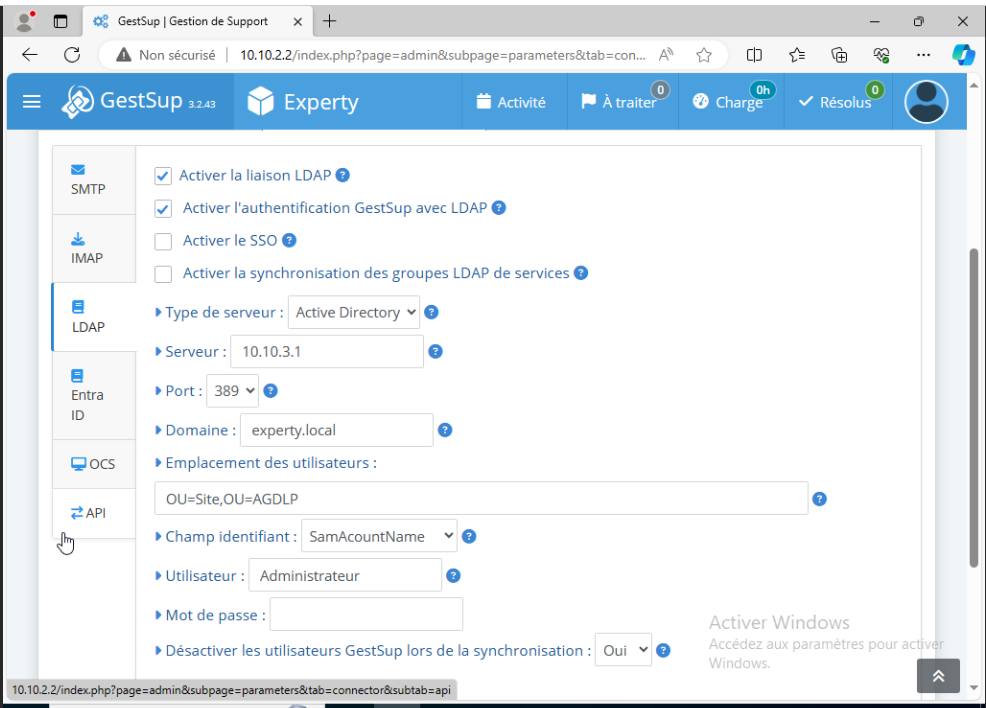 GestSup | Gestion de Support
Non sécurisé | 10.10.2.2/index.php?page=admin&subpage=parameters&tab=con...
GestSup 3.2.43
Experty
Activité
À traiter 0
Charge 0h
Résolus 0
SMTP
IMAP
LDAP
Entra
ID
OCS
API
Activer la liaison LDAP ?
Activer l'authentification GestSup avec LDAP ?
Activer le SSO ?
Activer la synchronisation des groupes LDAP de services ?
Type de serveur : Active Directory ?
Serveur : 10.10.3.1 ?
Port : 389 ?
Domaine : experty.local ?
Emplacement des utilisateurs :
OU=Site,OU=AGDLP ?
Champ identifiant : SamAcountName ?
Utilisateur : Administrateur ?
Mot de passe :
Désactiver les utilisateurs GestSup lors de la synchronisation : Oui ?
Activer Windows
Accédez aux paramètres pour activer
Windows.
10.10.2.2/index.php?page=admin&subpage=parameters&tab=connector&subtab=api